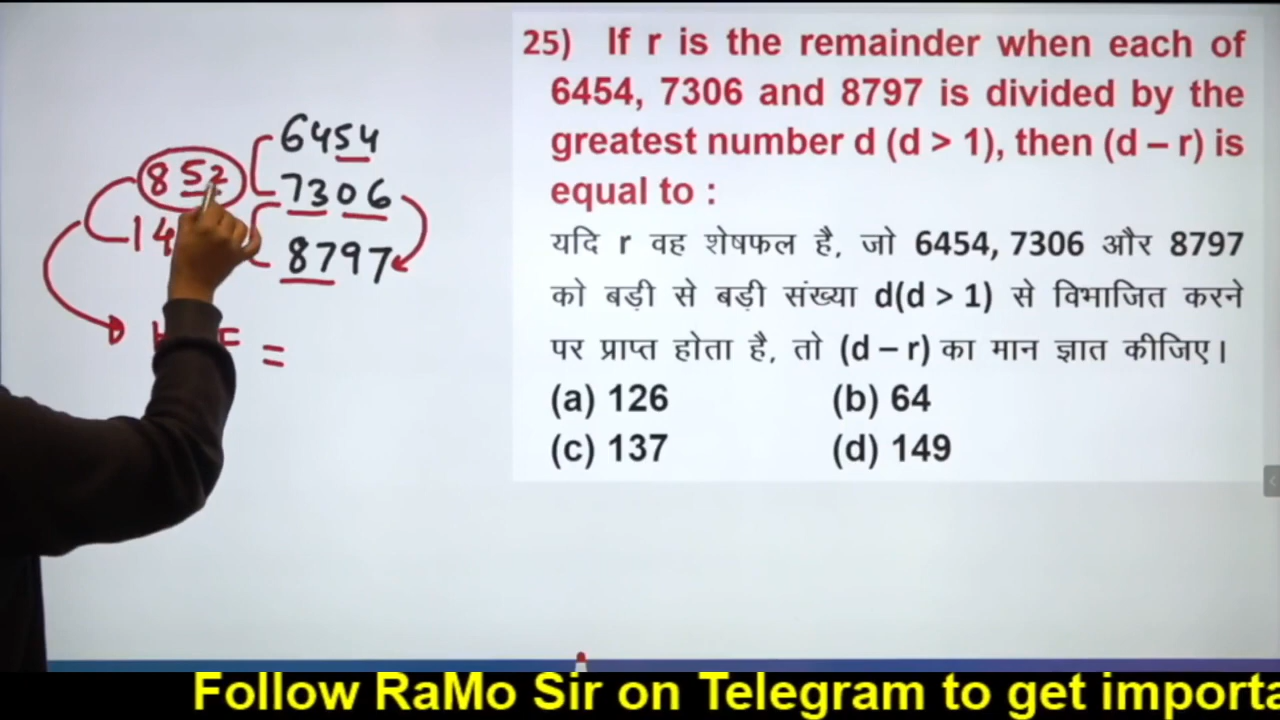 6454
852
7306
14
8797
=
25) If r is the remainder when each of
6454, 7306 and 8797 is divided by the
greatest number d (d > 1), then (d – r) is
equal to :
यदि r वह शेषफल है, जो 6454, 7306 और 8797
को बड़ी से बड़ी संख्या d(d > 1) से विभाजित करने
पर प्राप्त होता है, तो (d – r) का मान ज्ञात कीजिए।
(a) 126 (b) 64
(c) 137 (d) 149
Follow RaMo Sir on Telegram to get importa